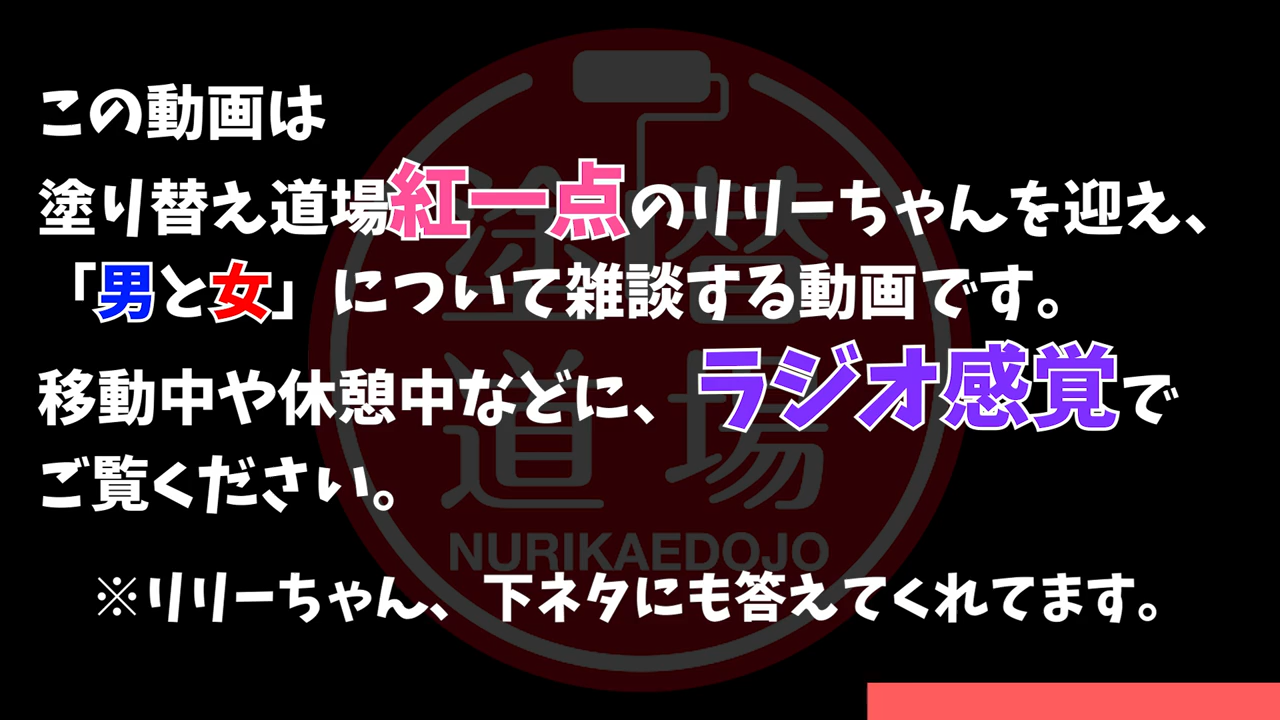 この動画は
塗り替え道場紅一点のリリーちゃんを迎え、
「男と女」について雑談する動画です。
移動中や休憩中などに、ラジオ感覚で
ご覧ください。
※リリーちゃん、下ネタにも答えてくれてます。
塗替
道場
NURIKAEDOJO